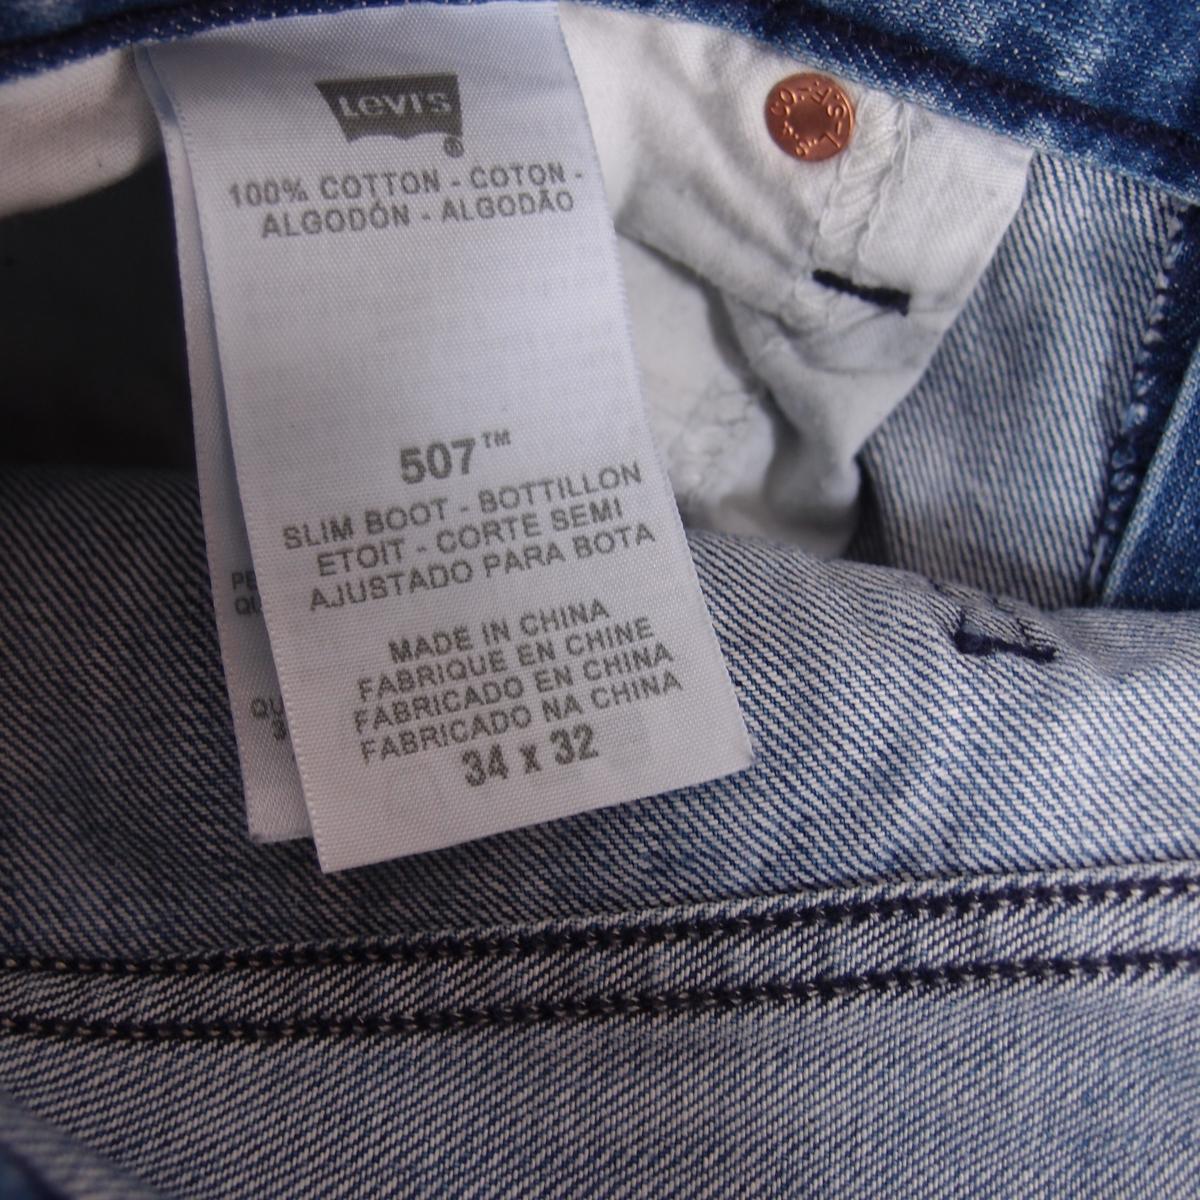 LEVI'S
®
100% COTTON - COTON -
ALGODÓN - ALGODÃO
507™
SLIM BOOT - BOTTILLON
ETOIT - CORTE SEMI
AJUSTADO PARA BOTA
MADE IN CHINA
FABRIQUE EN CHINE
FABRICADO EN CHINA
FABRICADO NA CHINA
34 x 32